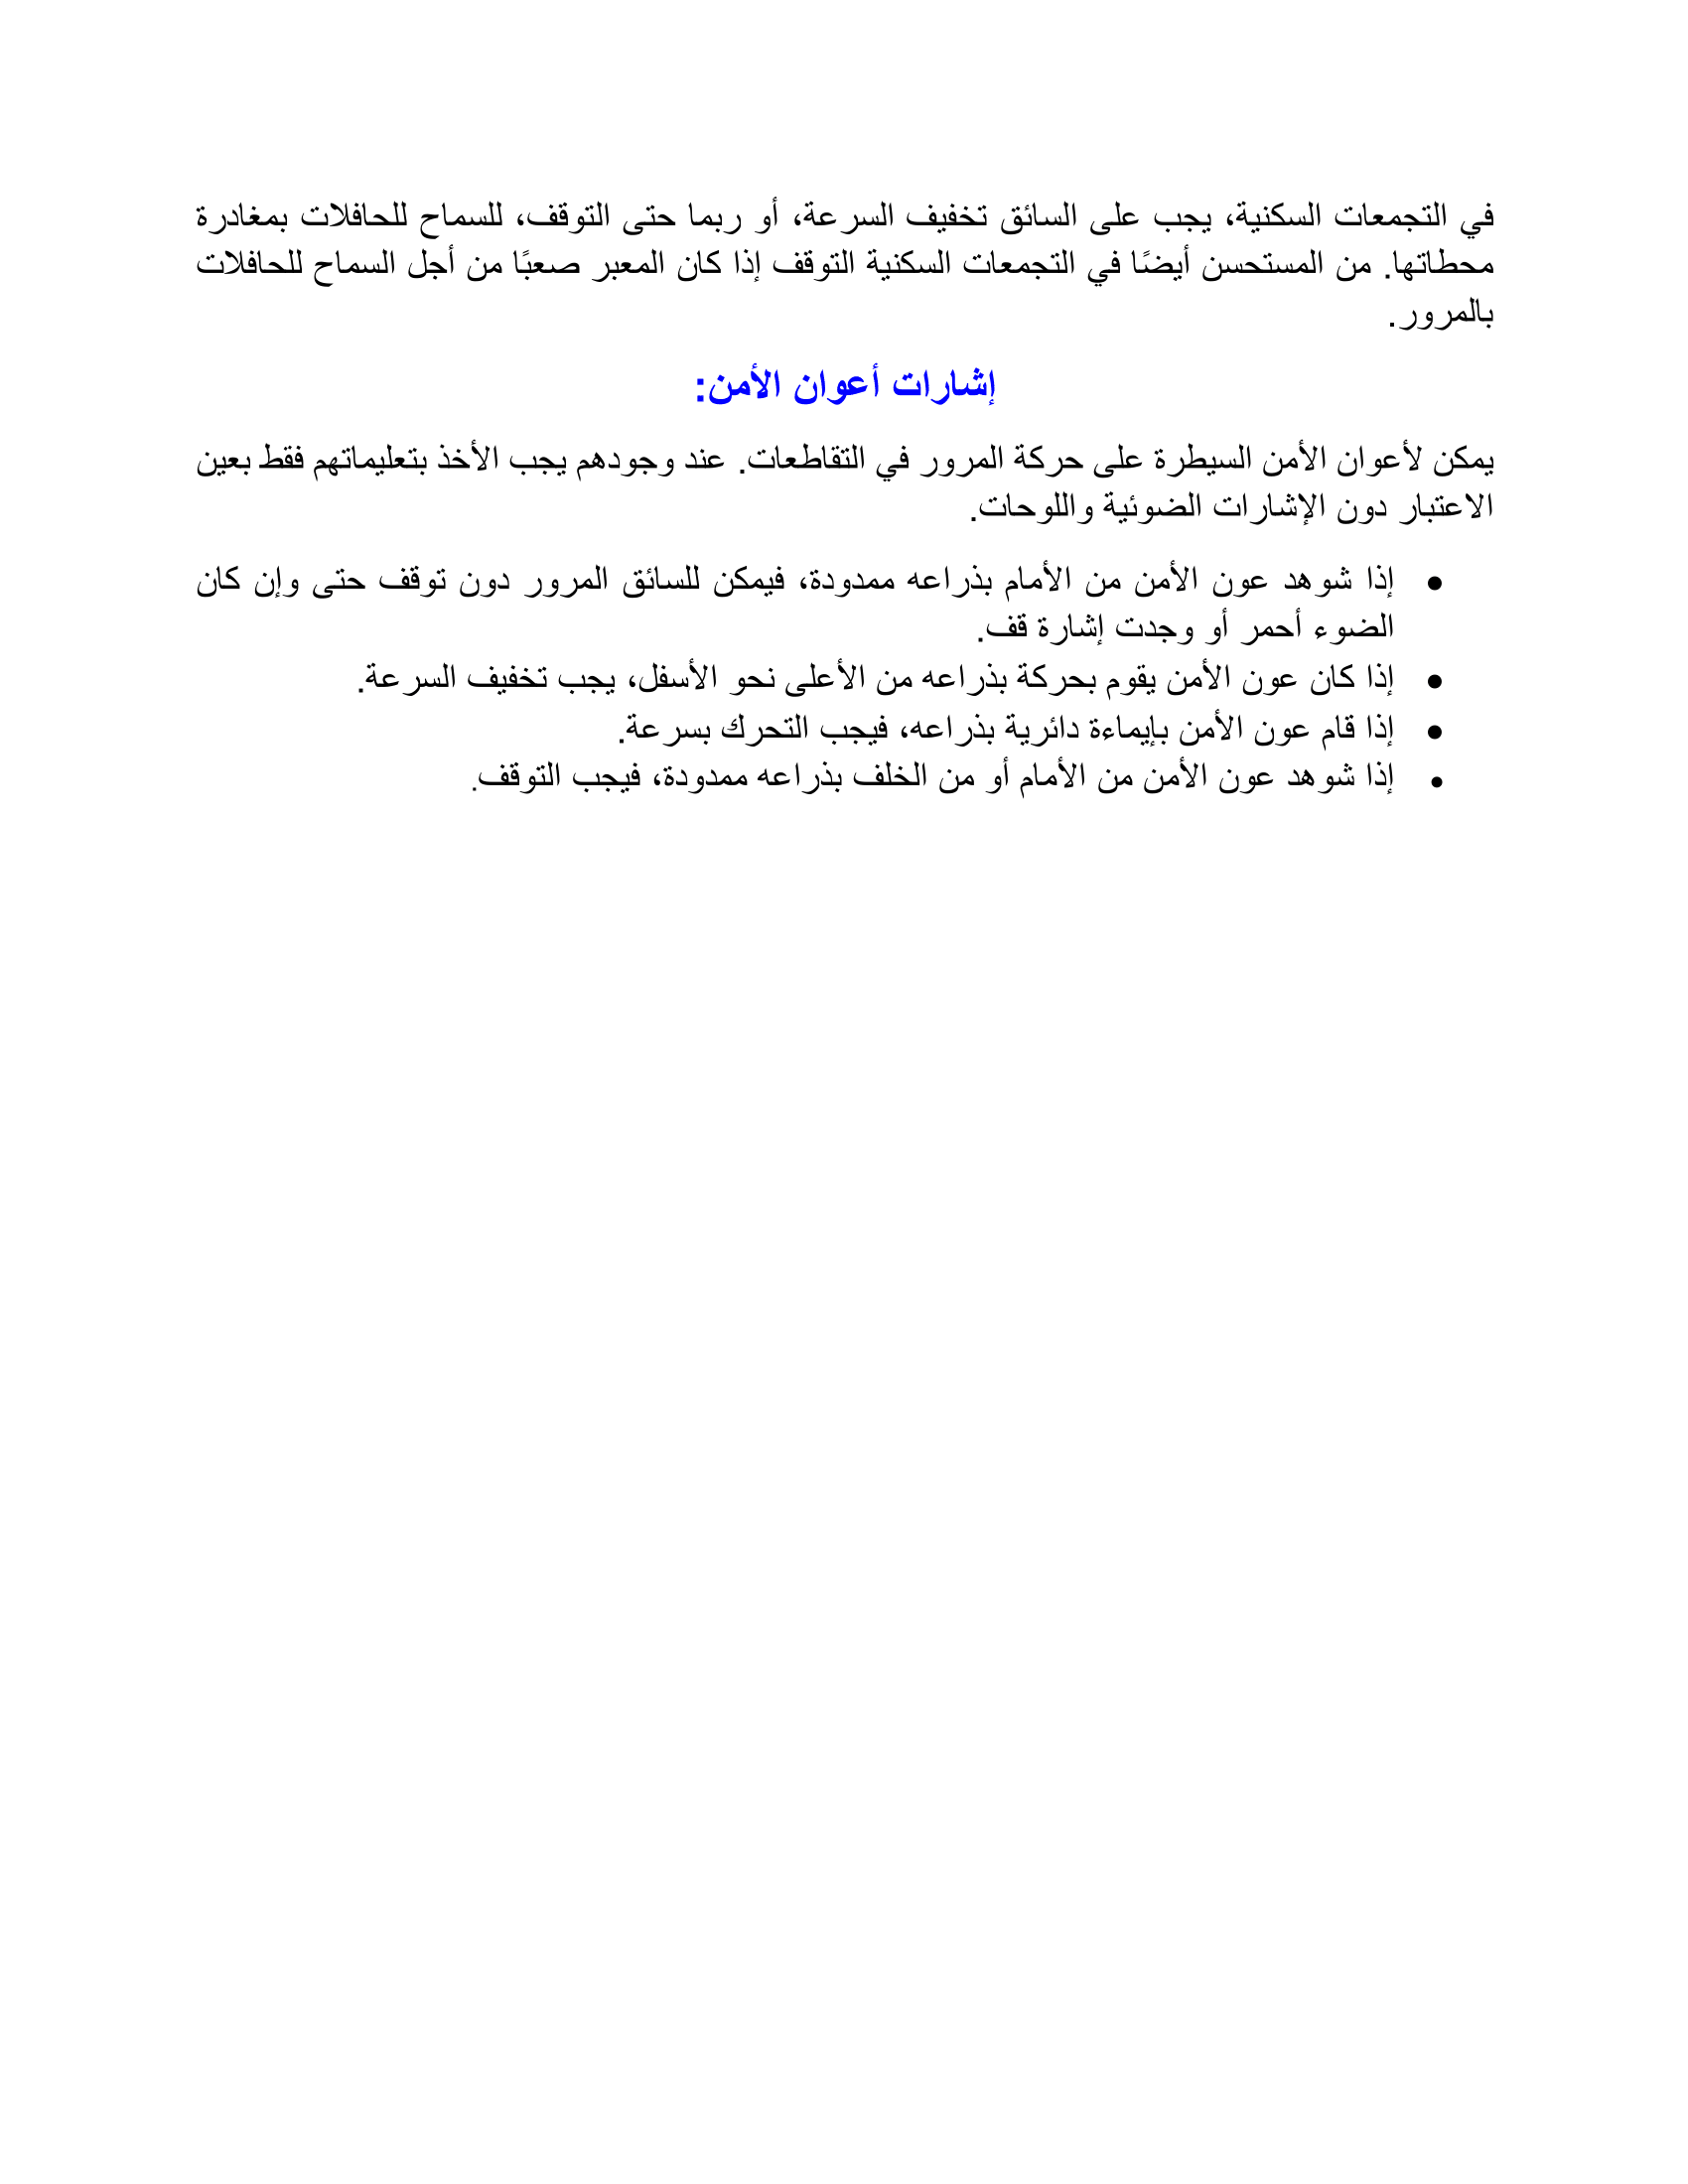 في التجمعات السكنية، يجب على السائق تخفيف السرعة، أو ربما حتى التوقف، للسماح للحافلات بمغادرة
محطاتها. من المستحسن أيضًا في التجمعات السكنية التوقف إذا كان المعبر صعبًا من أجل السماح للحافلات
بالمرور.
إشارات أعوان الأمن:
يمكن لأعوان الأمن السيطرة على حركة المرور في التقاطعات. عند وجودهم يجب الأخذ بتعليماتهم فقط بعين
الاعتبار دون الإشارات الضوئية واللوحات.
• إذا شوهد عون الأمن من الأمام بذراعه ممدودة، فيمكن للسائق المرور دون توقف حتى وإن كان
الضوء أحمر أو وجدت إشارة قف.
• إذا كان عون الأمن يقوم بحركة بذراعه من الأعلى نحو الأسفل، يجب تخفيف السرعة.
• إذا قام عون الأمن بإيماءة دائرية بذراعه، فيجب التحرك بسرعة.
• إذا شوهد عون الأمن من الأمام أو من الخلف بذراعه ممدودة، فيجب التوقف.